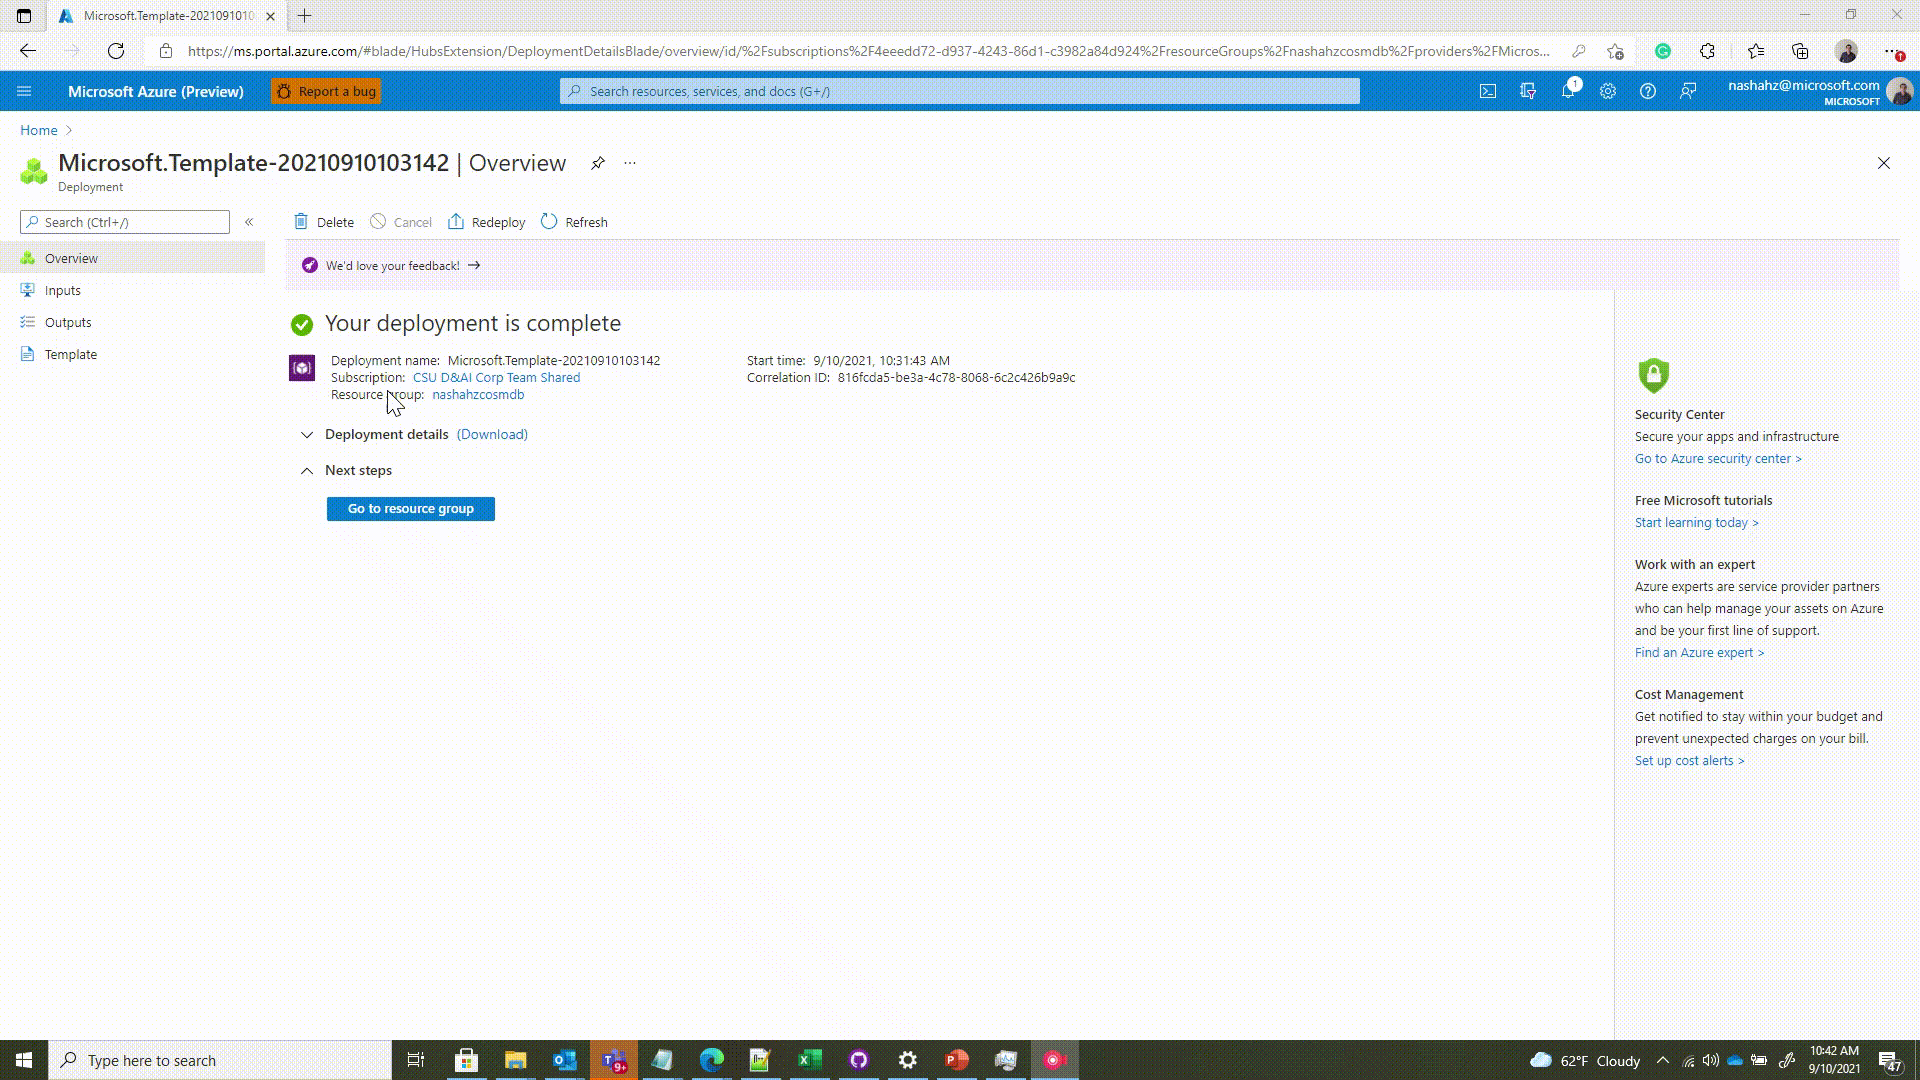 Microsoft.Template-2021091010
https://ms.portal.azure.com/#blade/HubsExtension/DeploymentDetailsBlade/overview/id/%2Fsubscriptions%2F4eeedd72-d937-4243-86d1-c3982a84d924%2FresourceGroups%2Fnashahzcosmdb%2Fproviders%2FMicros...
Microsoft Azure (Preview)
Report a bug
Search resources, services, and docs (G+/)
1
nashahz@microsoft.com
MICROSOFT
Home
Microsoft.Template-20210910103142 | Overview
...
Deployment
Search (Ctrl+/)
«
Delete
Cancel
Redeploy
Refresh
Overview
Inputs
Outputs
Template
We'd love your feedback! →
Your deployment is complete
Deployment name: Microsoft.Template-20210910103142
Subscription: CSU D&AI Corp Team Shared
Resource group: nashahzcosmdb
Start time: 9/10/2021, 10:31:43 AM
Correlation ID: 816fcda5-be3a-4c78-8068-6c2c426b9a9c
Deployment details (Download)
Next steps
Go to resource group
Security Center
Secure your apps and infrastructure
Go to Azure security center >
Free Microsoft tutorials
Start learning today >
Work with an expert
Azure experts are service provider partners
who can help manage your assets on Azure
and be your first line of support.
Find an Azure expert >
Cost Management
Get notified to stay within your budget and
prevent unexpected charges on your bill.
Set up cost alerts >
Type here to search
9+
62°F Cloudy
10:42 AM
9/10/2021
47